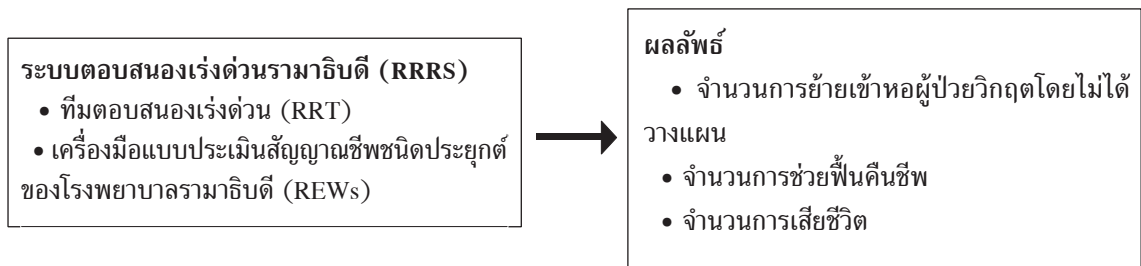 ระบบตอบสนองเร่งด่วนรามาธิบดี (RRRS)
• ทีมตอบสนองเร่งด่วน (RRT)
• เครื่องมือแบบประเมินสัญญาณชีพชนิดประยุกต์
ของโรงพยาบาลรามาธิบดี (REWs)
ผลลัพธ์
• จำนวนการย้ายเข้าหอผู้ป่วยวิกฤตโดยไม่ได้
วางแผน
• จำนวนการช่วยฟื้นคืนชีพ
• จำนวนการเสียชีวิต